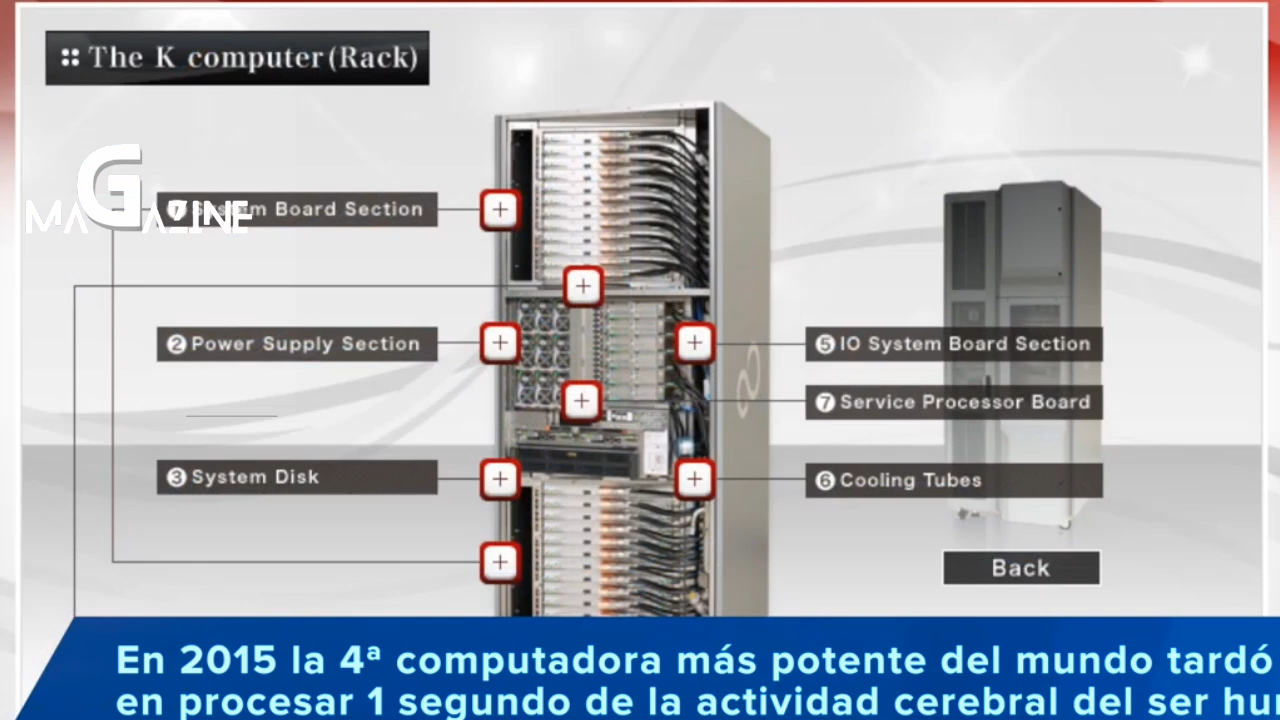 The K computer(Rack)
G
MAGAZINE
System Board Section
② Power Supply Section
③ System Disk
⑤ IO System Board Section
⑦ Service Processor Board
⑥ Cooling Tubes
Back
En 2015 la 4ª computadora más potente del mundo tardó
en procesar 1 segundo de la actividad cerebral del ser